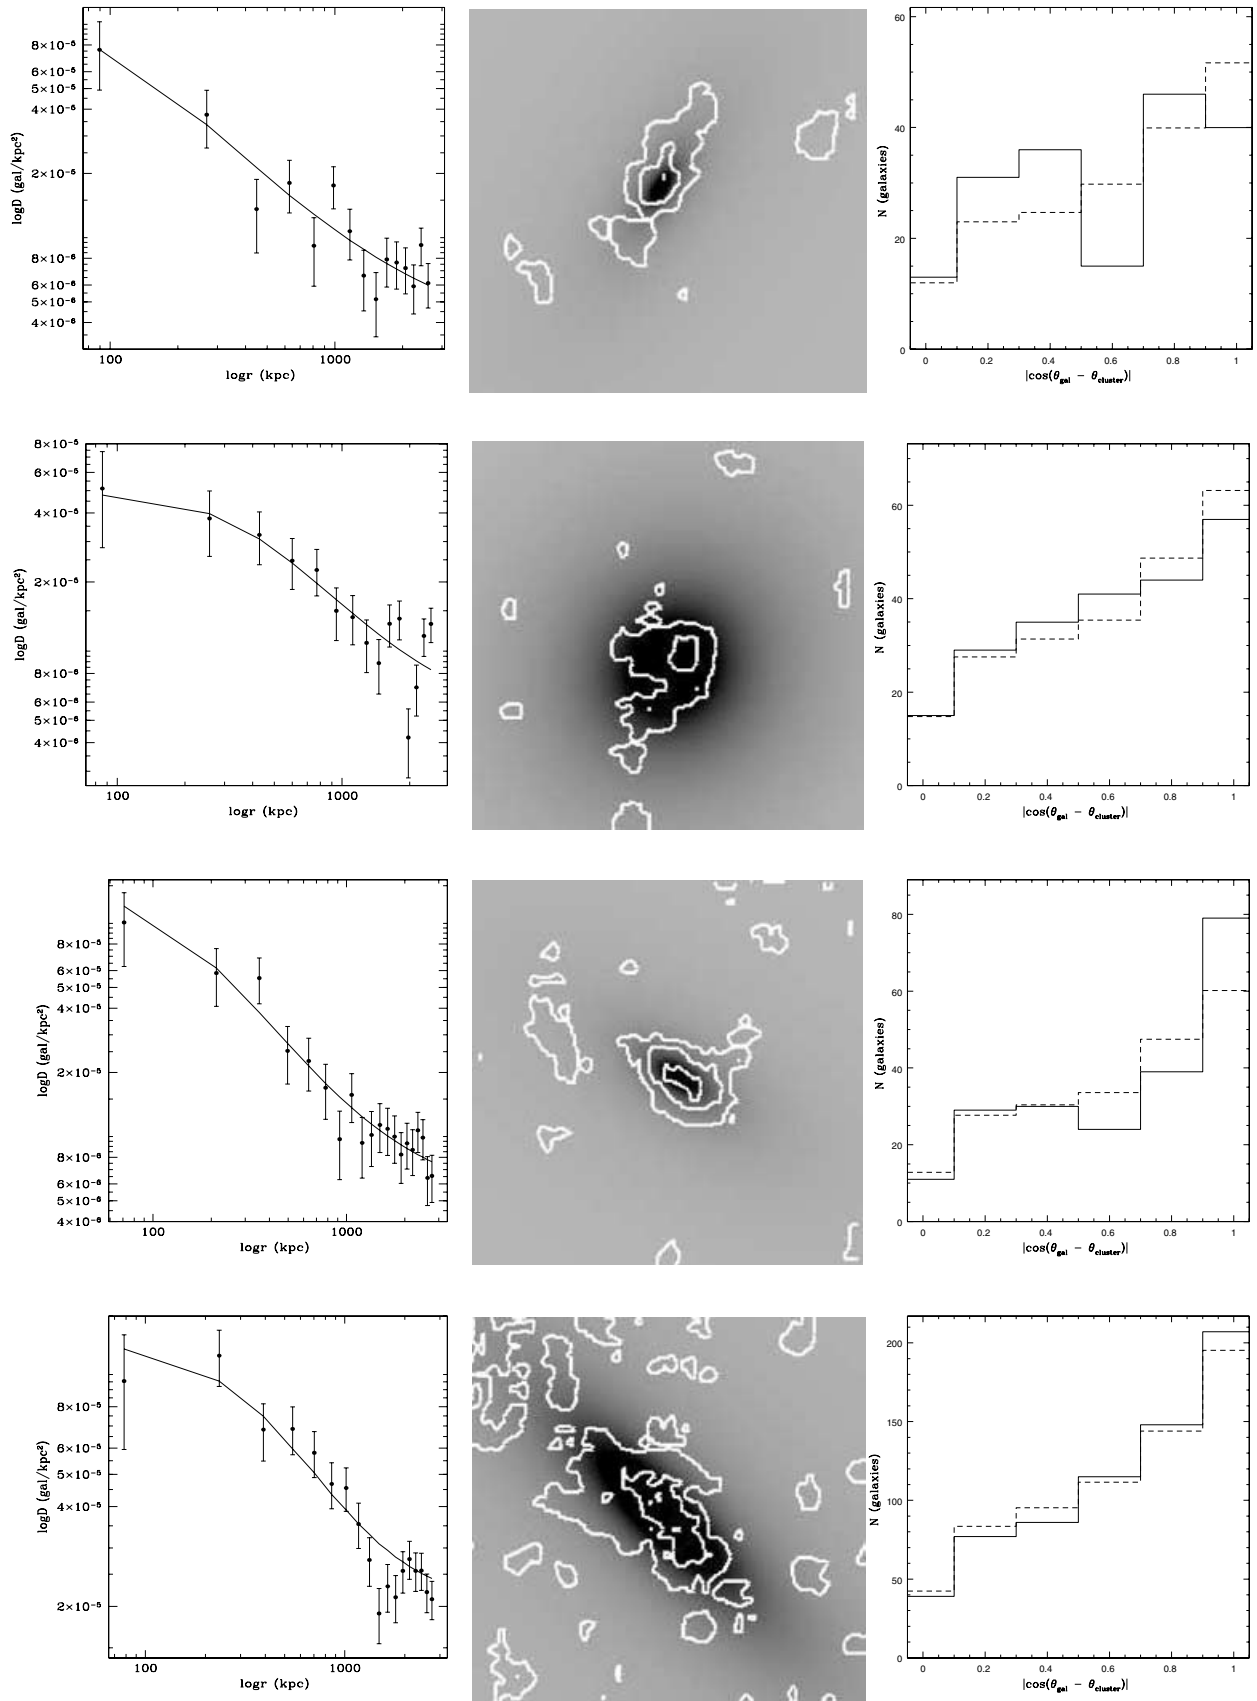 8×10⁻⁵
6×10⁻⁵
5×10⁻⁵
4×10⁻⁵
2×10⁻⁵
8×10⁻⁶
6×10⁻⁶
5×10⁻⁶
4×10⁻⁶
logD (gal/kpc²)
100 1000
logr (kpc)
60
40
20
0
N (galaxies)
0 0.2 0.4 0.6 0.8 1
|cos(θgal − θcluster)|
8×10⁻⁵
6×10⁻⁵
4×10⁻⁵
2×10⁻⁵
8×10⁻⁶
6×10⁻⁶
5×10⁻⁶
4×10⁻⁶
logD (gal/kpc²)
100 1000
logr (kpc)
60
40
20
0
N (galaxies)
0 0.2 0.4 0.6 0.8 1
|cos(θgal − θcluster)|
8×10⁻⁵
6×10⁻⁵
5×10⁻⁵
4×10⁻⁵
2×10⁻⁵
8×10⁻⁶
6×10⁻⁶
5×10⁻⁶
4×10⁻⁶
logD (gal/kpc²)
100 1000
logr (kpc)
80
60
40
20
0
N (galaxies)
0 0.2 0.4 0.6 0.8 1
|cos(θgal − θcluster)|
8×10⁻⁵
6×10⁻⁵
5×10⁻⁵
4×10⁻⁵
2×10⁻⁵
logD (gal/kpc²)
100 1000
logr (kpc)
200
150
100
50
0
N (galaxies)
0 0.2 0.4 0.6 0.8 1
|cos(θgal − θcluster)|